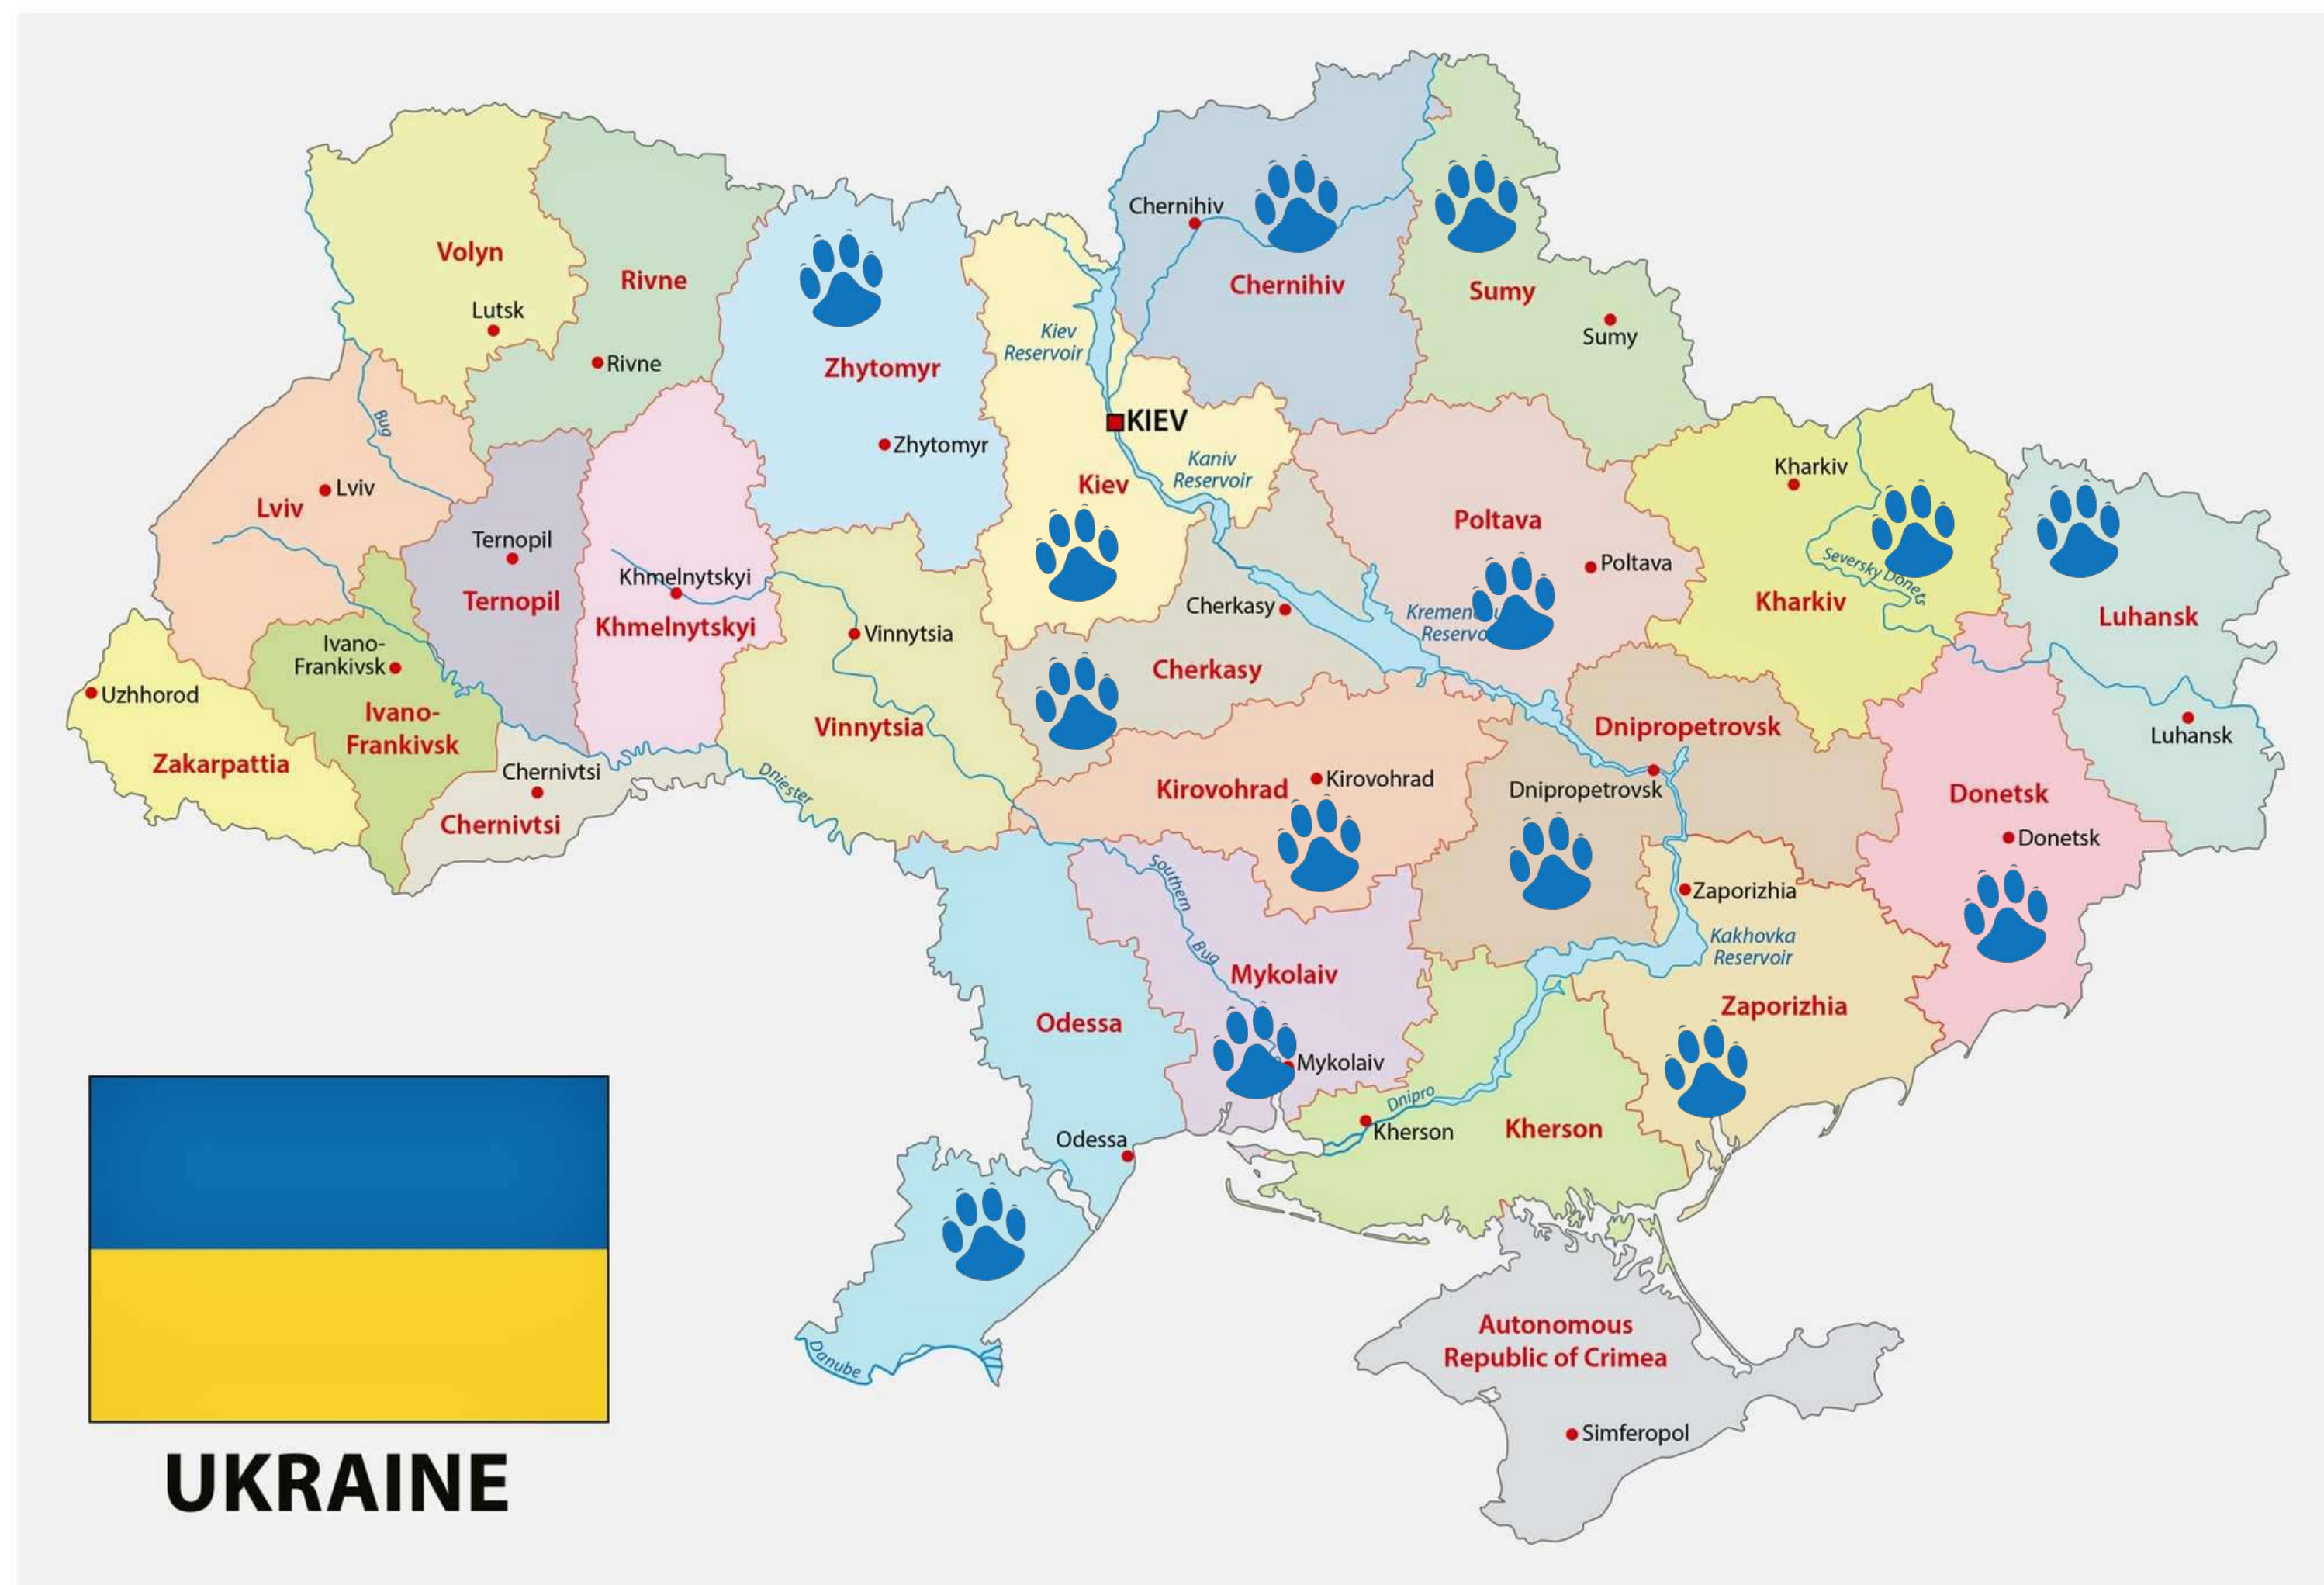 Chernihiv
Chernihiv
Sumy
Sumy
Volyn
Lutsk
Rivne
Rivne
Zhytomyr
Zhytomyr
Kiev
Reservoir
KIEV
Kiev
Kaniv
Reservoir
Bug
Lviv
Lviv
Ternopil
Ternopil
Khmelnytskyi
Khmelnytskyi
Poltava
Poltava
Kharkiv
Seversky Donets
Kharkiv
Luhansk
Luhansk
Cherkasy
Cherkasy
Vinnytsia
Vinnytsia
Ivano-
Frankivsk
Ivano-
Frankivsk
Uzhhorod
Zakarpattia
Chernivtsi
Chernivtsi
Dniester
Kirovohrad
Kirovohrad
Dnipropetrovsk
Dnipropetrovsk
Donetsk
Donetsk
Zaporizhia
Kakhovka
Reservoir
Zaporizhia
Southern
Bug
Mykolaiv
Mykolaiv
Odessa
Odessa
Dnipro
Kherson
Kherson
Danube
Autonomous
Republic of Crimea
Simferopol
UKRAINE